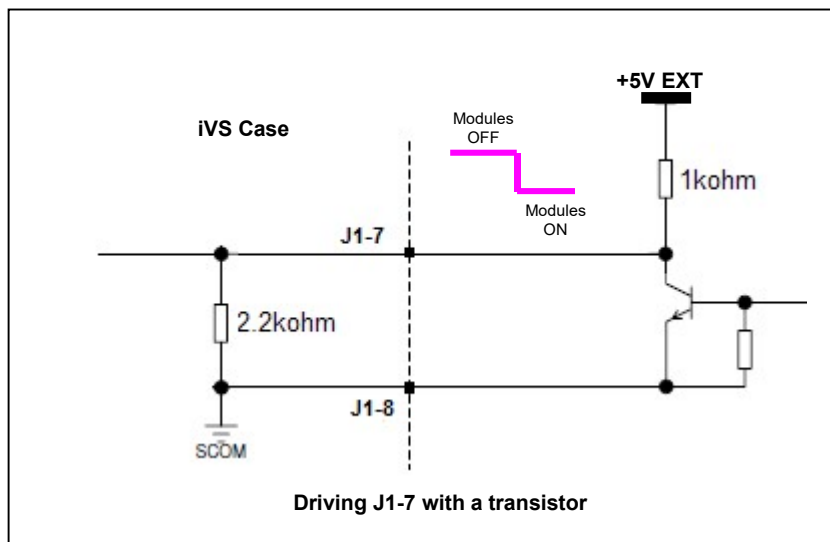 +5V EXT
iVS Case
Modules
OFF
1kohm
Modules
ON
J1-7
2.2kohm
J1-8
SCOM
Driving J1-7 with a transistor